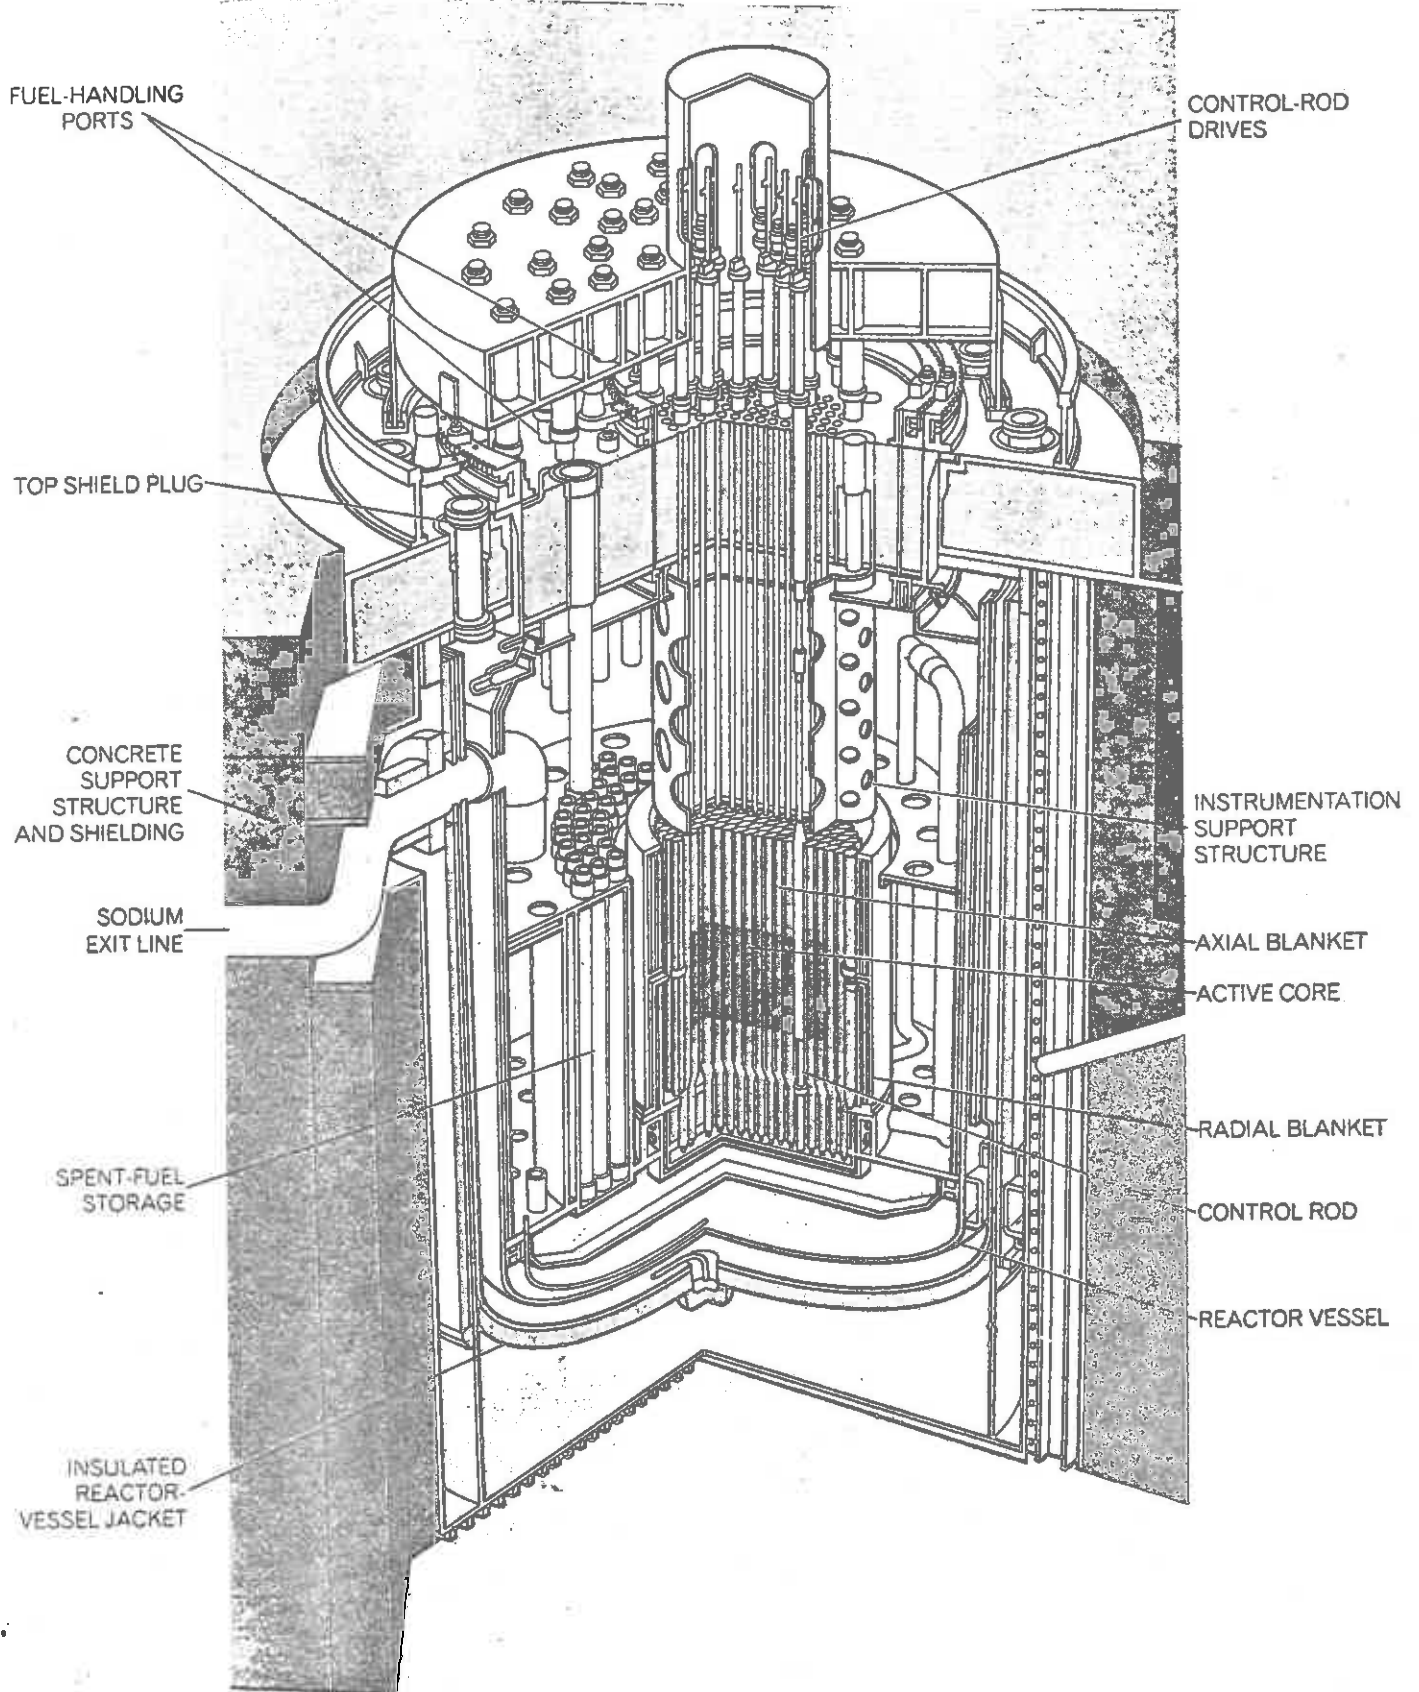 FUEL-HANDLING
PORTS
CONTROL-ROD
DRIVES
TOP SHIELD PLUG
CONCRETE
SUPPORT
STRUCTURE
AND SHIELDING
INSTRUMENTATION
SUPPORT
STRUCTURE
SODIUM
EXIT LINE
AXIAL BLANKET
ACTIVE CORE
RADIAL BLANKET
SPENT-FUEL
STORAGE
CONTROL ROD
REACTOR VESSEL
INSULATED
REACTOR-
VESSEL JACKET